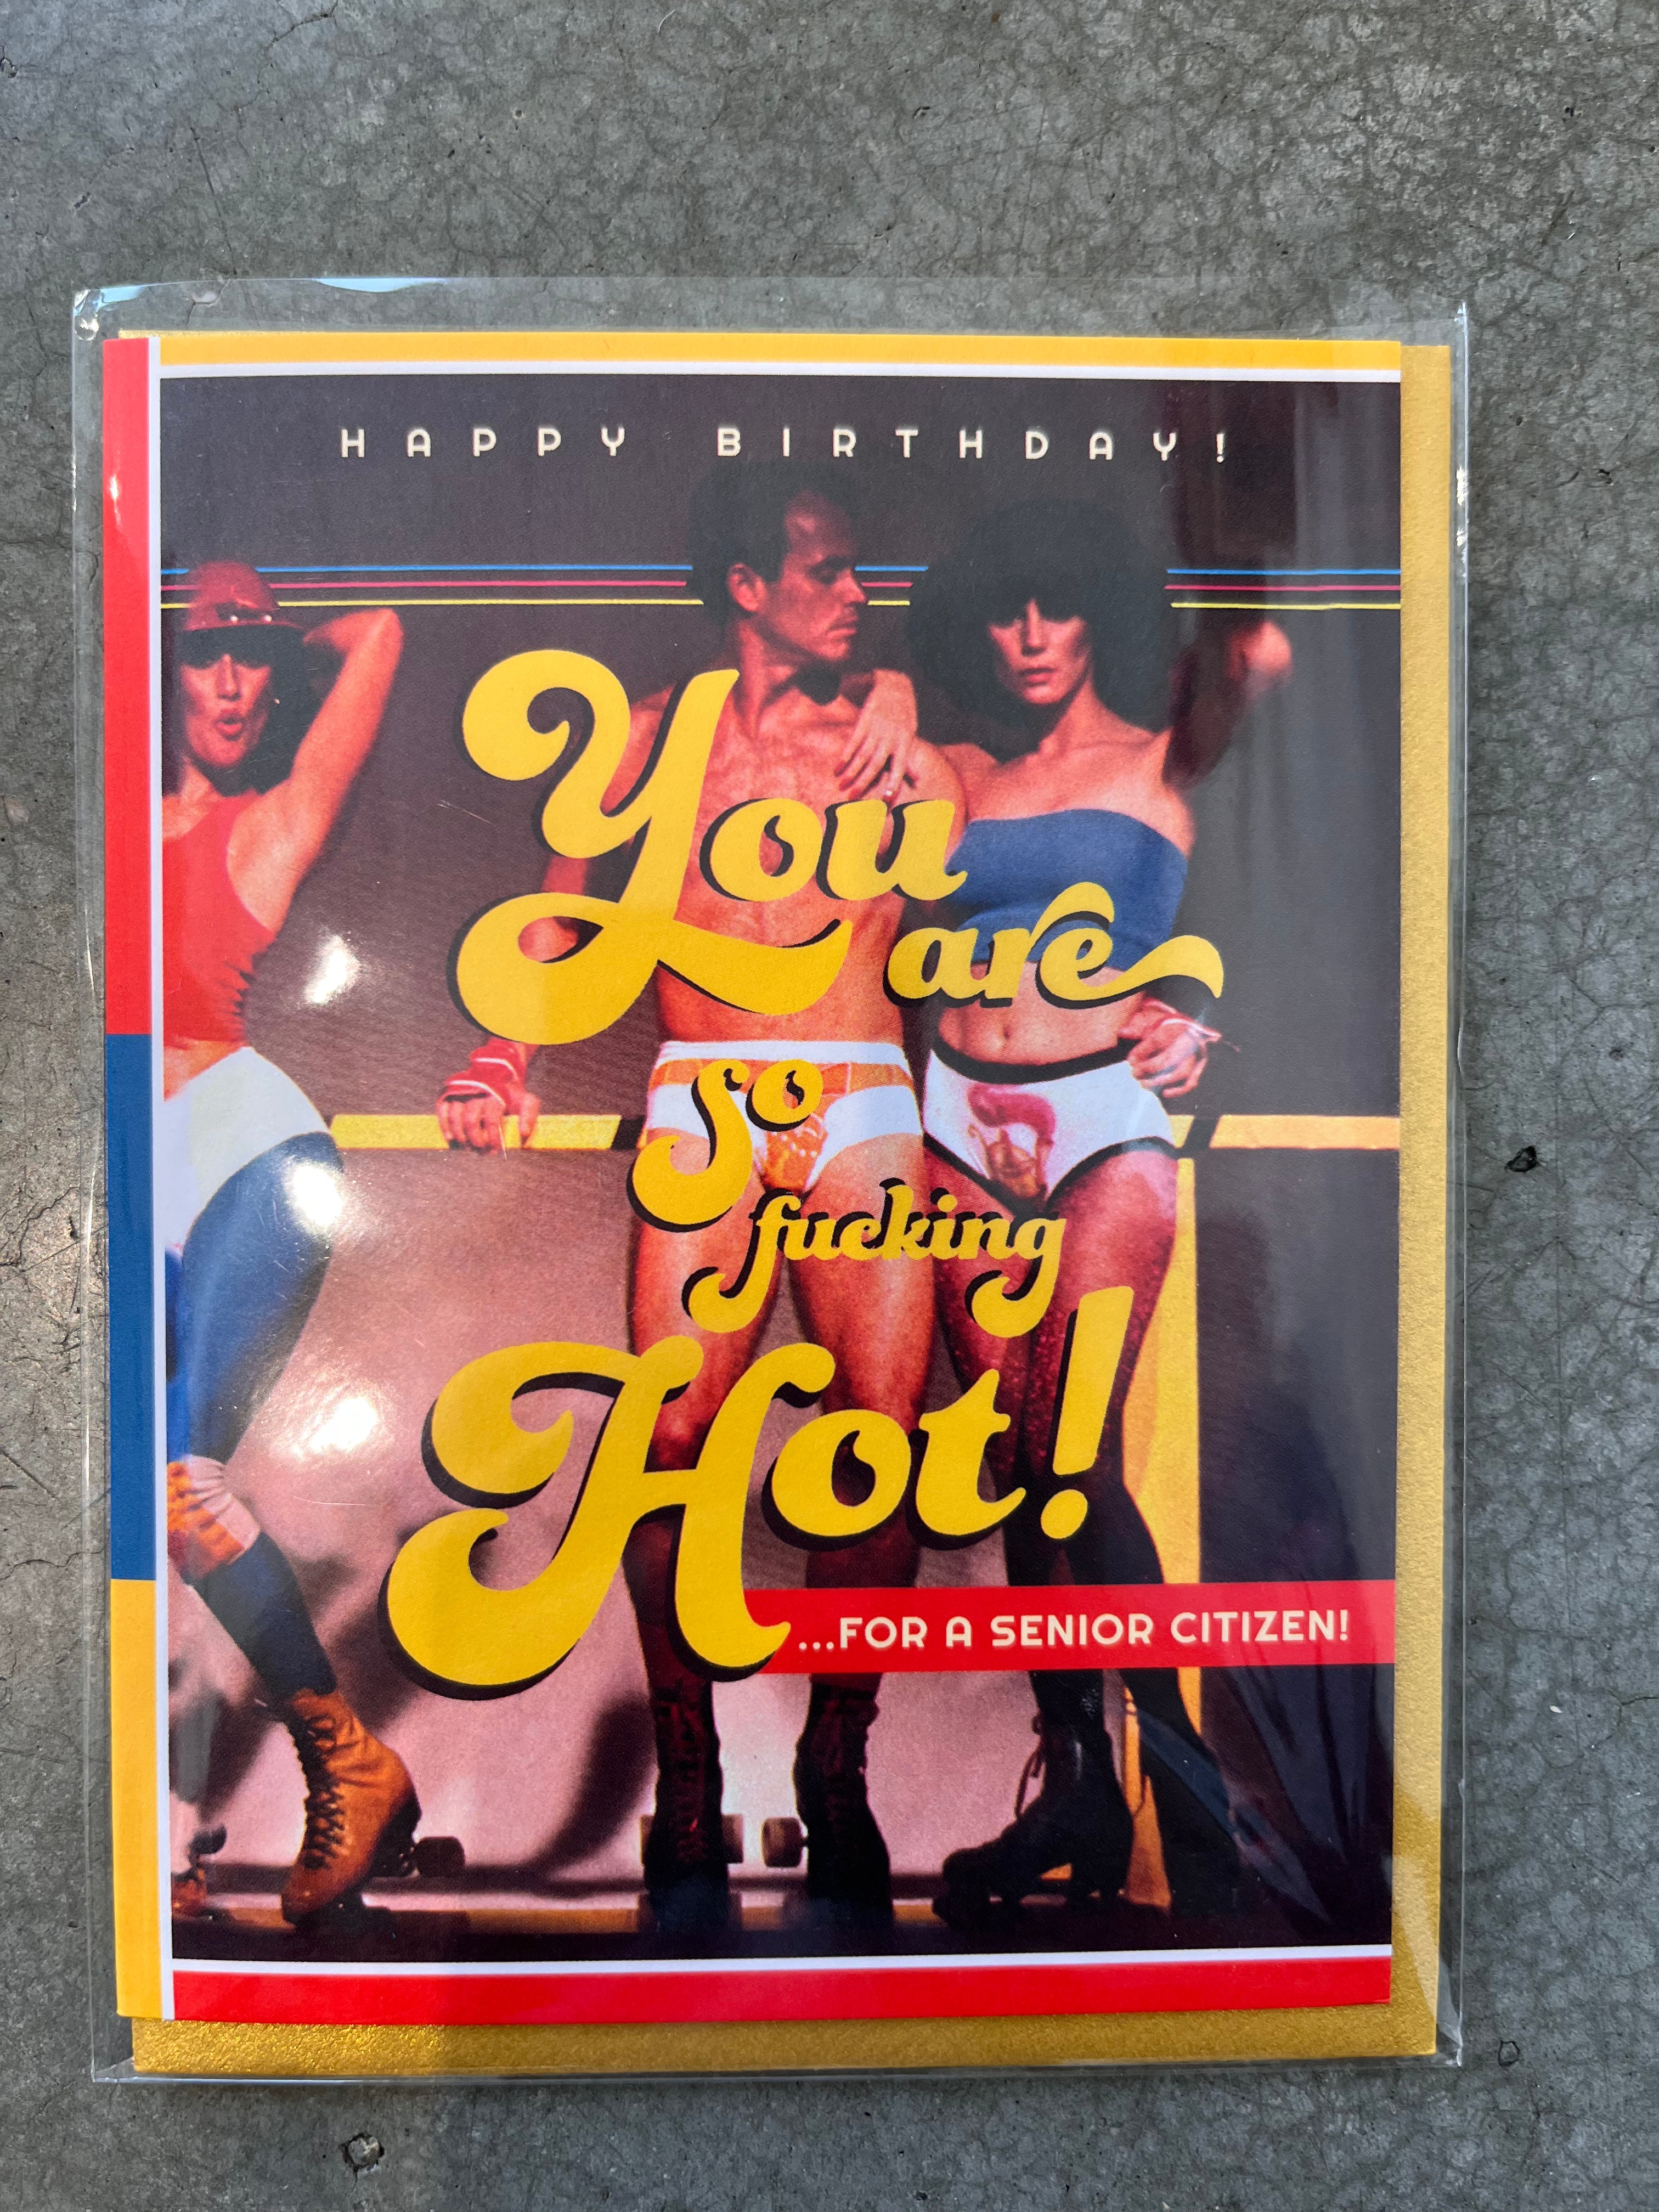 HAPPY BIRTHDAY!
You
are
so
fucking
Hot!
...FOR A SENIOR CITIZEN!